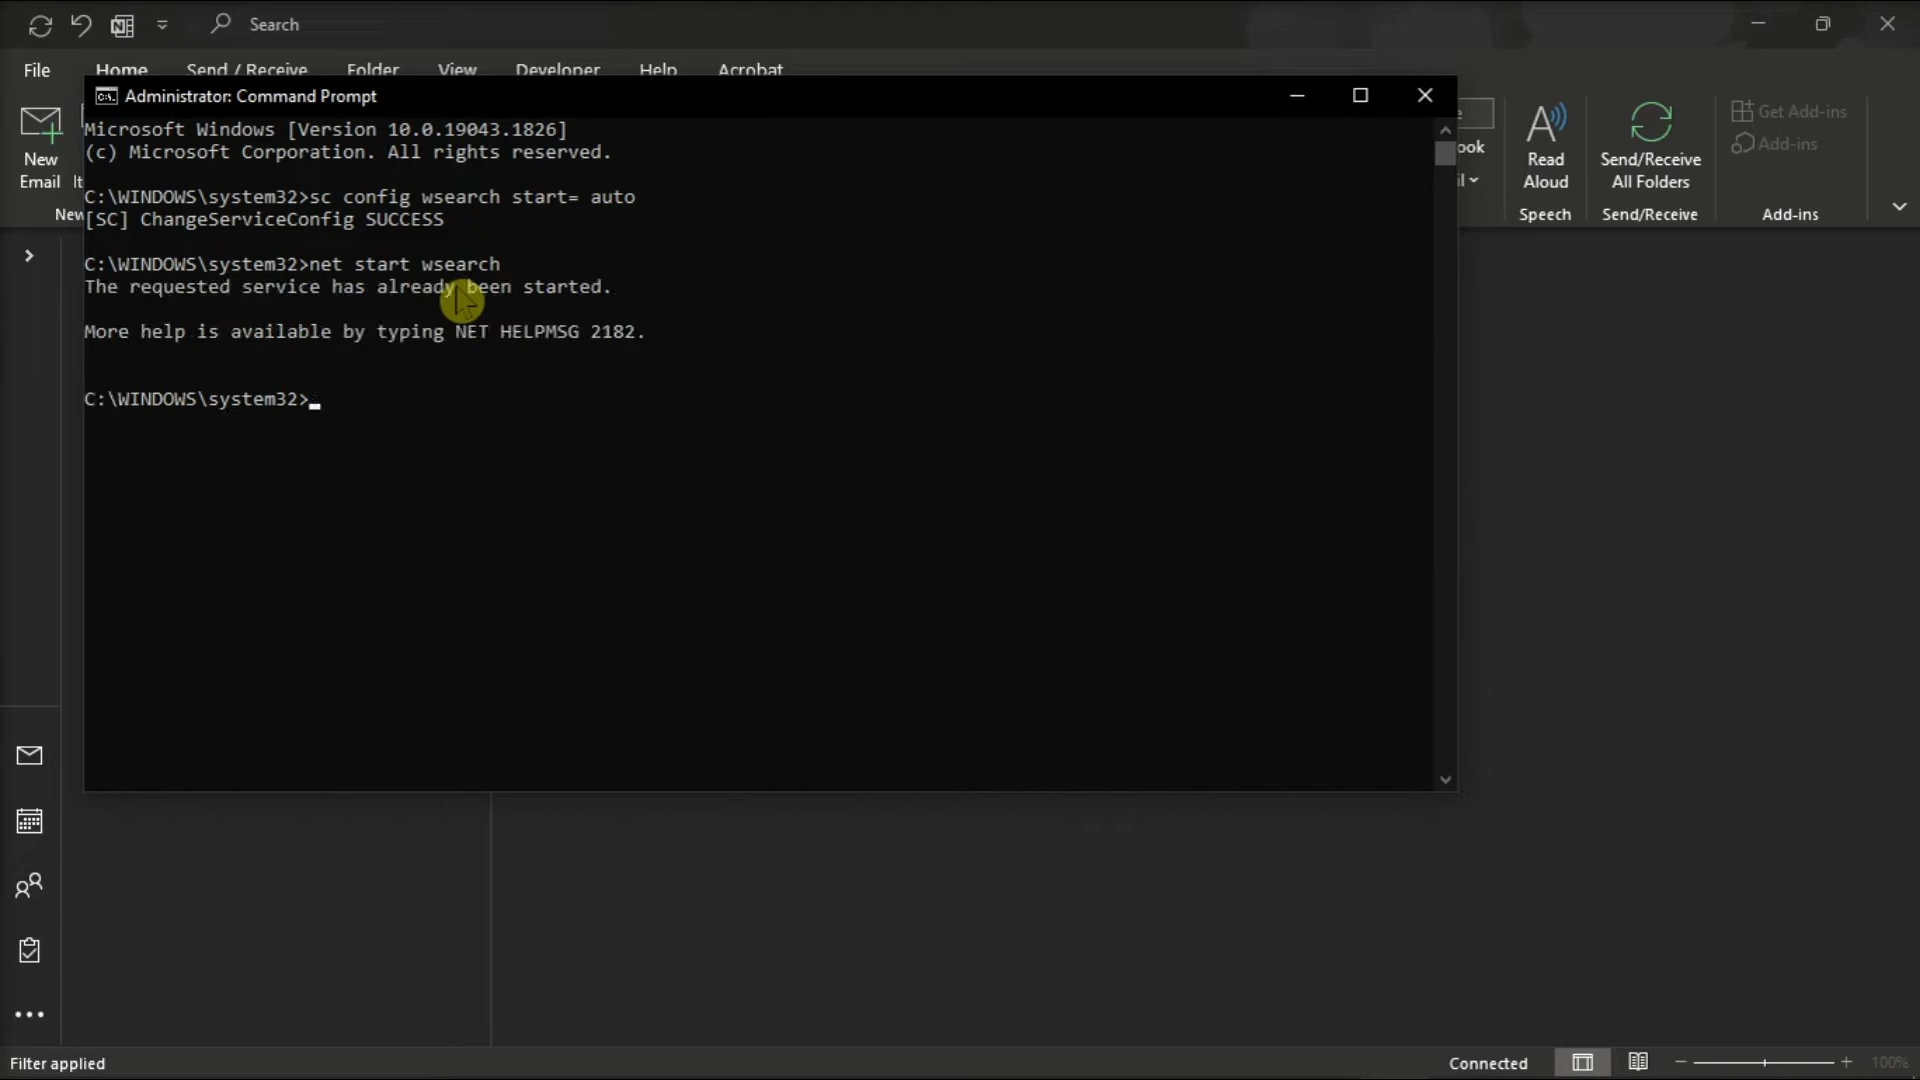 Search
File
Home
Send / Receive
Folder
View
Developer
Help
Acrobat
Administrator: Command Prompt
Microsoft Windows [Version 10.0.19043.1826]
(c) Microsoft Corporation. All rights reserved.
C:\WINDOWS\system32>sc config wsearch start= auto
[SC] ChangeServiceConfig SUCCESS
C:\WINDOWS\system32>net start wsearch
The requested service has already been started.
More help is available by typing NET HELPMSG 2182.
C:\WINDOWS\system32>
New
Email
New
Read
Aloud
Speech
Send/Receive
All Folders
Send/Receive
Get Add-ins
Add-ins
Add-ins
Filter applied
Connected
100%